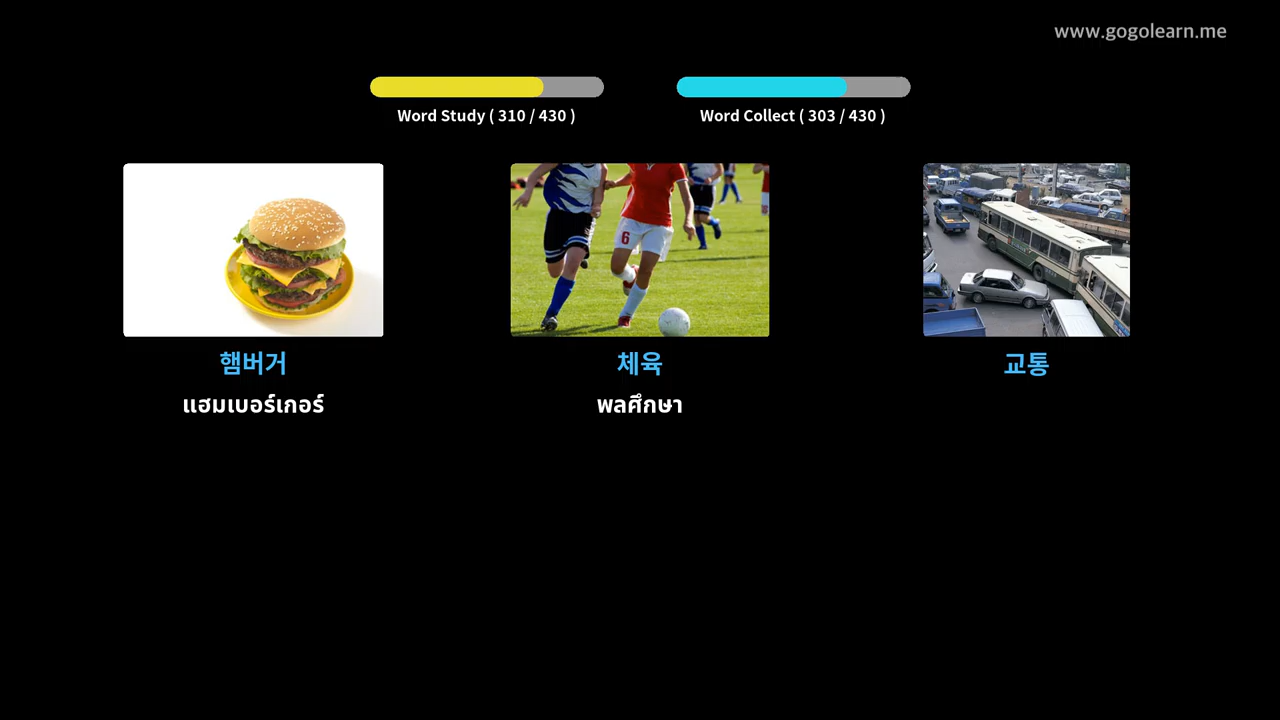 www.gogolearn.me
Word Study ( 310 / 430 )
Word Collect ( 303 / 430 )
햄버거
체육
교통
แฮมเบอร์เกอร์
พลศึกษา
6